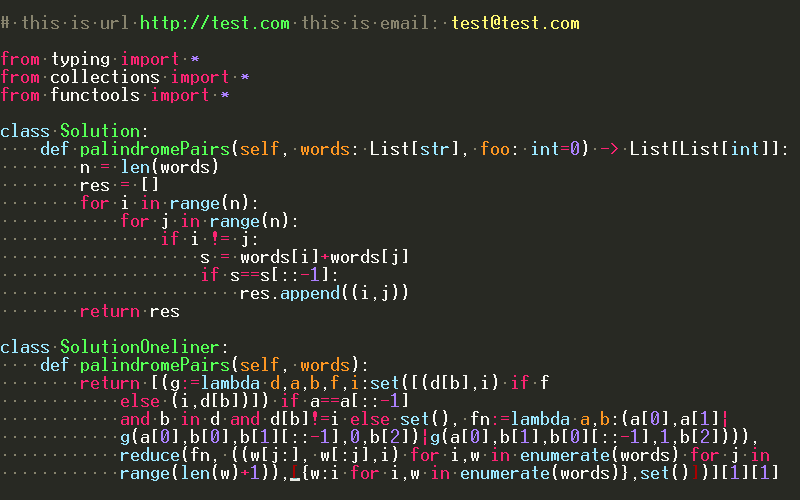 # this is url http://test.com this is email: test@test.com

from typing import *
from collections import *
from functools import *

class Solution:
    def palindromePairs(self, words: List[str], foo: int=0) -> List[List[int]]:
        n = len(words)
        res = []
        for i in range(n):
            for j in range(n):
                if i != j:
                    s = words[i]+words[j]
                    if s==s[::-1]:
                        res.append((i,j))
        return res

class SolutionOneliner:
    def palindromePairs(self, words):
        return [(g:=lambda d,a,b,f,i:set([(d[b],i) if f
            else (i,d[b])]) if a==a[::-1]
            and b in d and d[b]!=i else set(), fn:=lambda a,b:(a[0],a[1]|
            g(a[0],b[0],b[1][::-1],0,b[2])|g(a[0],b[1],b[0][::-1],1,b[2]))),
            reduce(fn, ((w[j:], w[:j],i) for i,w in enumerate(words) for j in
            range(len(w)+1)),({w:i for i,w in enumerate(words)},set()))][1][1]